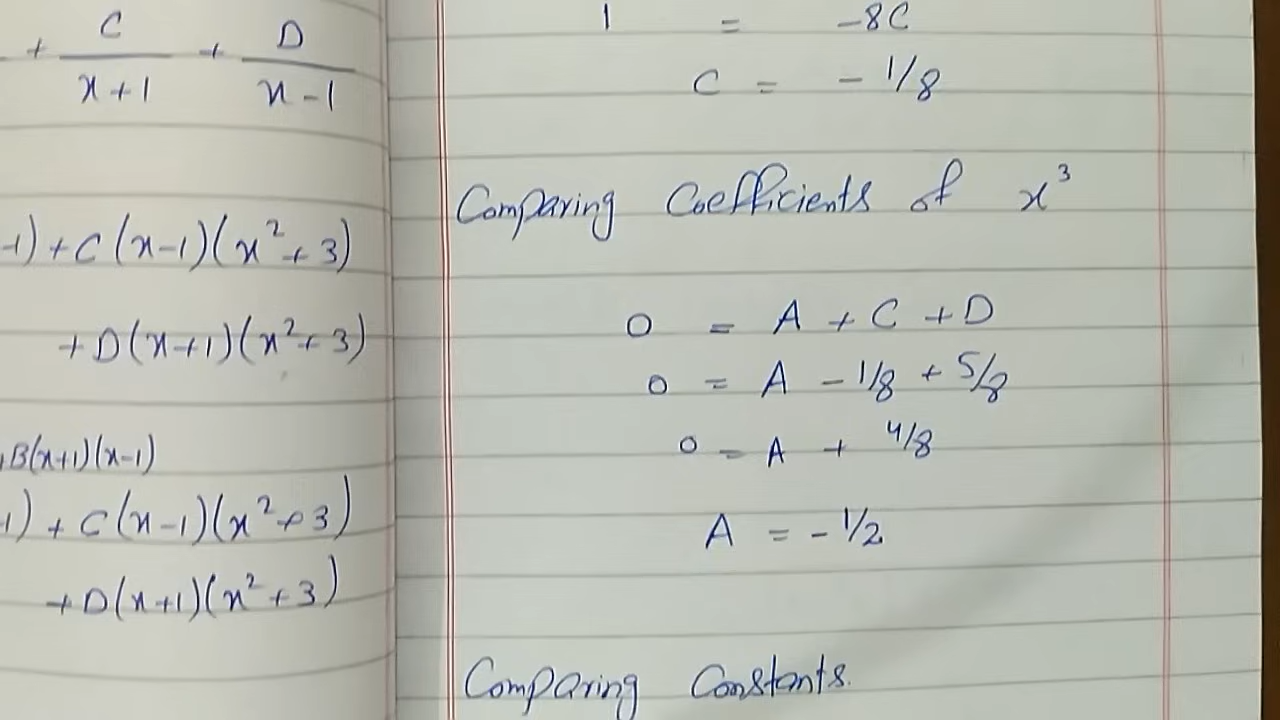 + C/(x+1) + D/(x-1)
-1) + C(x-1)(x²+3)
+ D(x+1)(x²+3)
B(x+1)(x-1)
1) + C(x-1)(x²+3)
+ D(x+1)(x²+3)
1 = -8C
C = -1/8
Comparing Coefficients of x³
0 = A + C + D
0 = A - 1/8 + 5/8
0 = A + 4/8
A = -1/2
Comparing Constants.